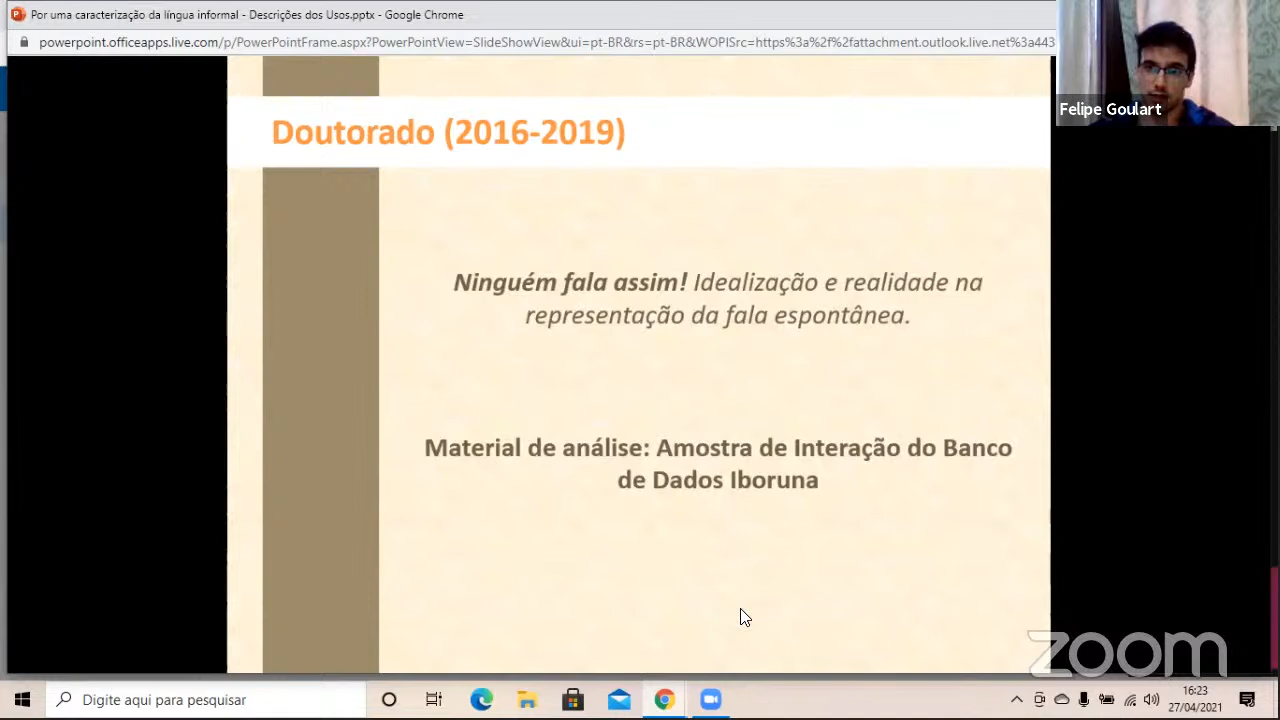 Por uma caracterização da língua informal - Descrições dos Usos.pptx - Google Chrome
powerpoint.officeapps.live.com/p/PowerPointFrame.aspx?PowerPointView=SlideShowView&ui=pt-BR&rs=pt-BR&WOPISrc=https%3a%2f%2fattachment.outlook.live.net%3a443
Felipe Goulart
Doutorado (2016-2019)
Ninguém fala assim! Idealização e realidade na
representação da fala espontânea.
Material de análise: Amostra de Interação do Banco
de Dados Iboruna
zoom
Digite aqui para pesquisar
16:23
27/04/2021